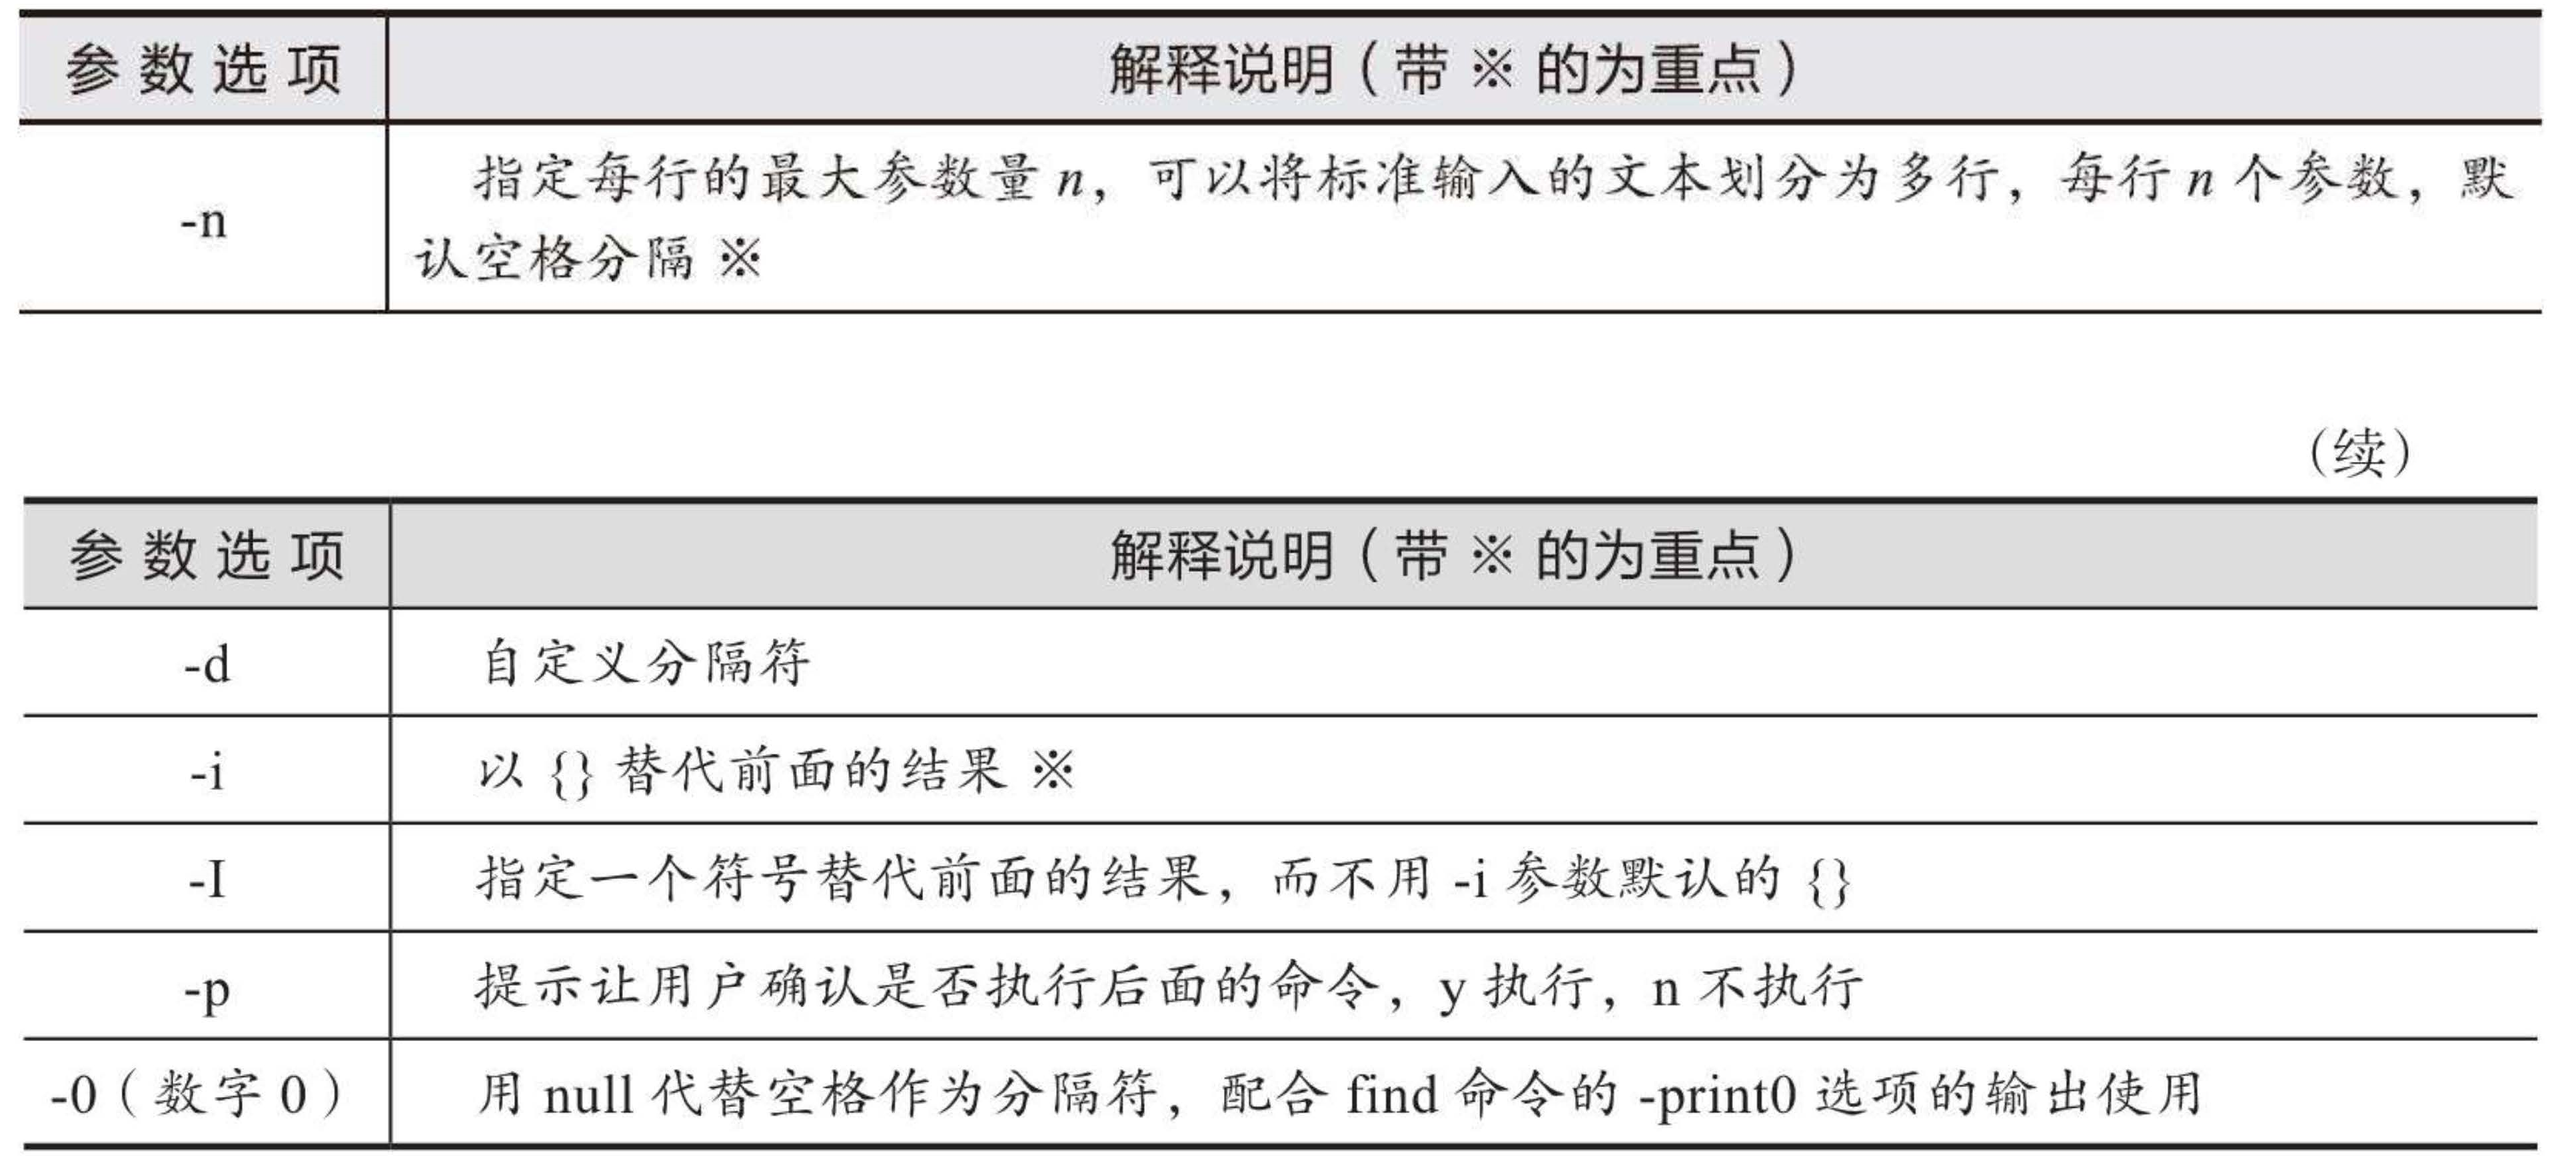 参数选项 解释说明（带 ※ 的为重点）
-n 指定每行的最大参数量 n，可以将标准输入的文本划分为多行，每行 n 个参数，默
认空格分隔 ※
（续）
参数选项 解释说明（带 ※ 的为重点）
-d 自定义分隔符
-i 以 {} 替代前面的结果 ※
-I 指定一个符号替代前面的结果，而不用 -i 参数默认的 {}
-p 提示让用户确认是否执行后面的命令，y 执行，n 不执行
-0（数字 0） 用 null 代替空格作为分隔符，配合 find 命令的 -print0 选项的输出使用